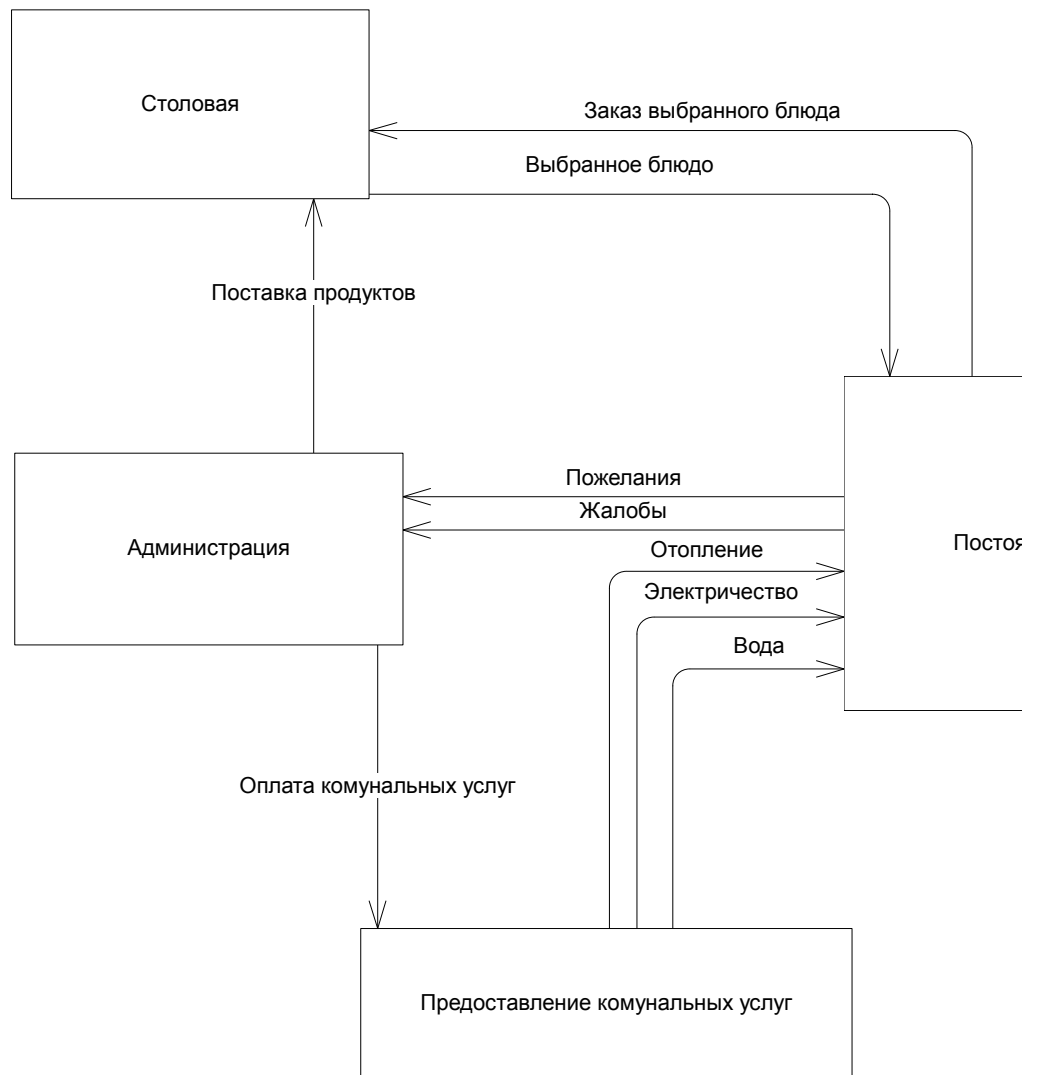 Столовая
Заказ выбранного блюда
Выбранное блюдо
Поставка продуктов
Пожелания
Жалобы
Администрация
Отопление
Постоя
Электричество
Вода
Оплата комунальных услуг
Предоставление комунальных услуг